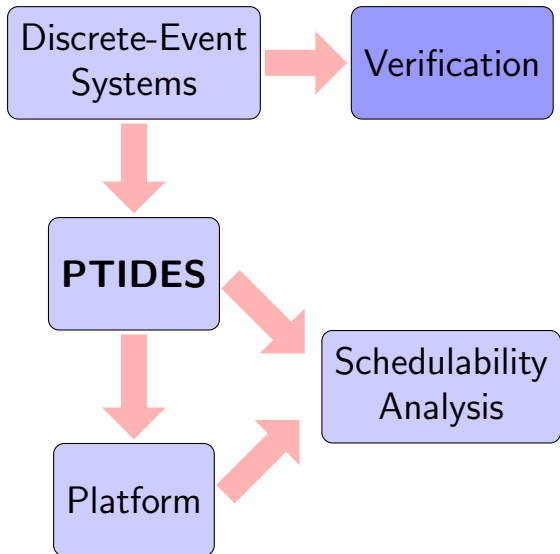 Discrete-Event
Systems
Verification
PTIDES
Schedulability
Analysis
Platform